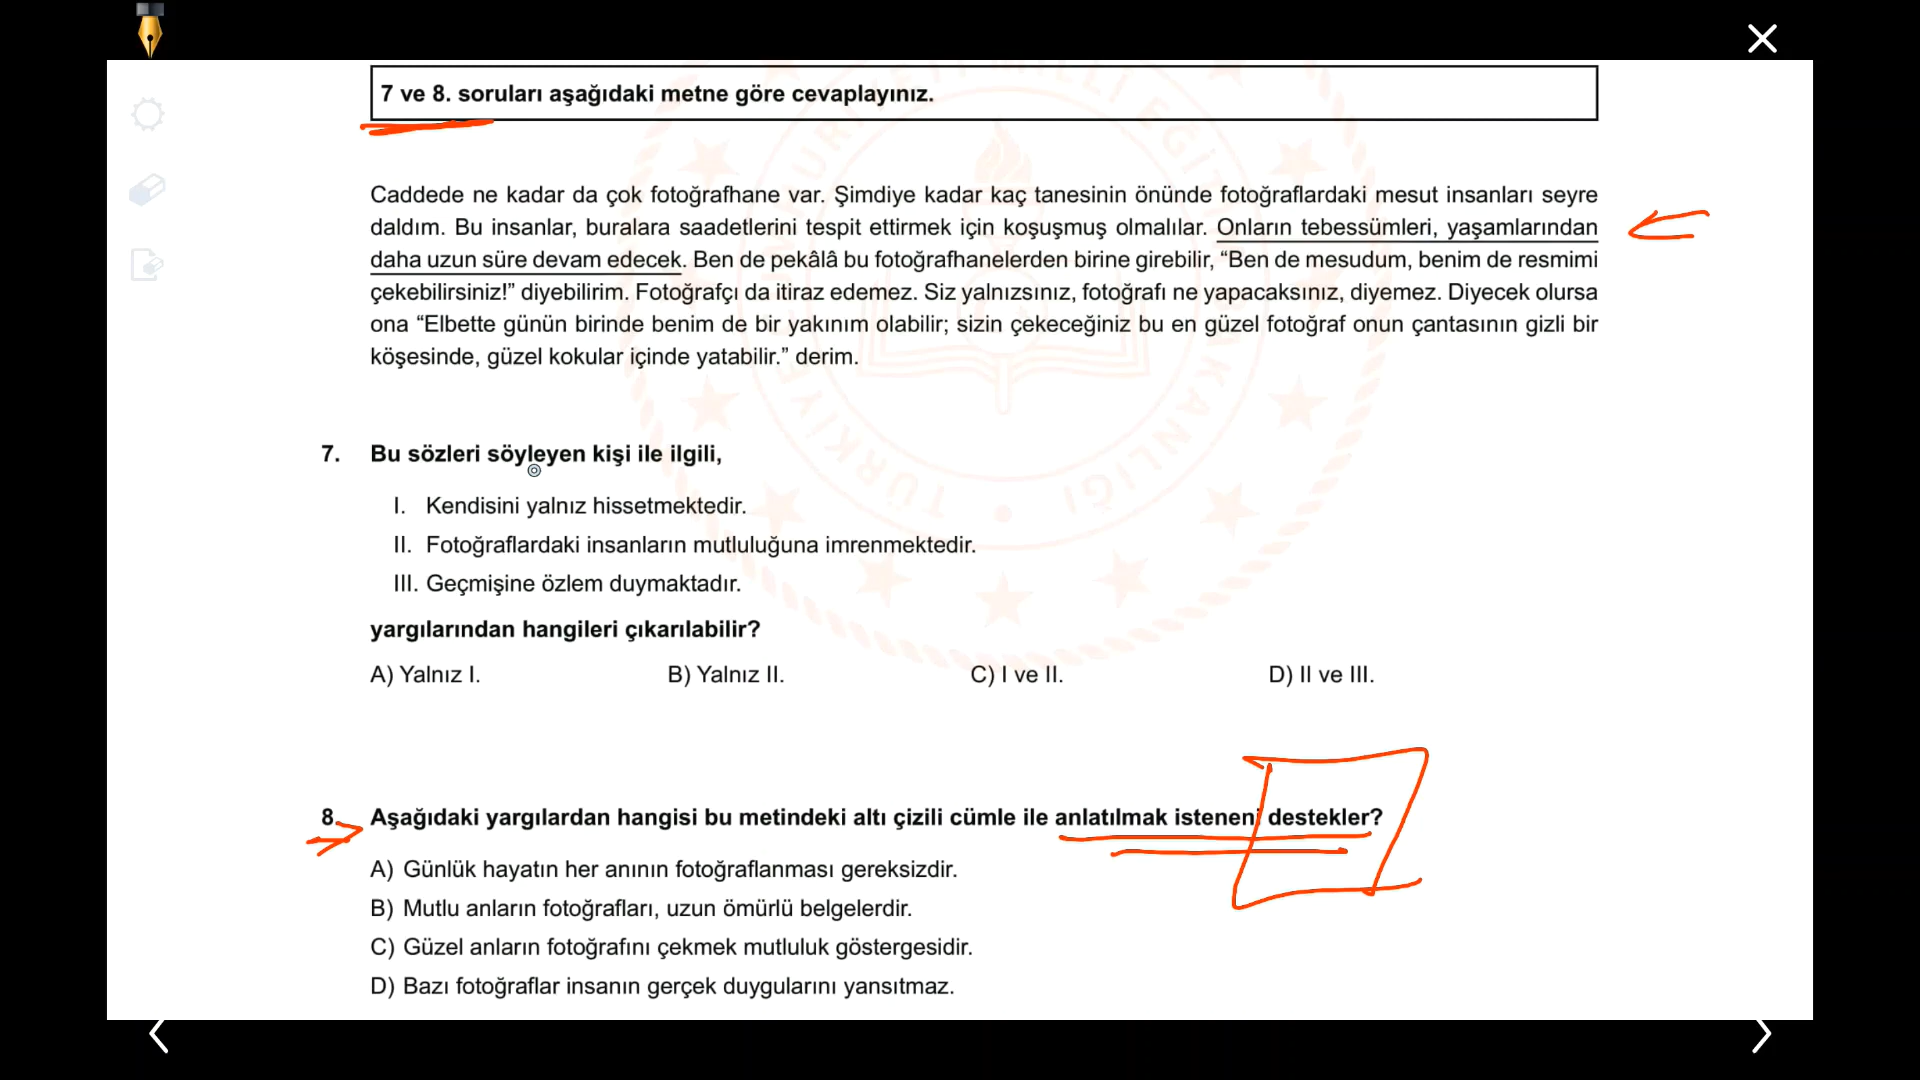 7 ve 8. soruları aşağıdaki metne göre cevaplayınız.
Caddede ne kadar da çok fotoğrafhane var. Şimdiye kadar kaç tanesinin önünde fotoğraflardaki mesut insanları seyre
daldım. Bu insanlar, buralara saadetlerini tespit ettirmek için koşuşmuş olmalılar. Onların tebessümleri, yaşamlarından
daha uzun süre devam edecek. Ben de pekâlâ bu fotoğrafhanelerden birine girebilir, “Ben de mesudum, benim de resmimi
çekebilirsiniz!” diyebilirim. Fotoğrafçı da itiraz edemez. Siz yalnızsınız, fotoğrafı ne yapacaksınız, diyemez. Diyecek olursa
ona “Elbette günün birinde benim de bir yakınım olabilir; sizin çekeceğiniz bu en güzel fotoğraf onun çantasının gizli bir
köşesinde, güzel kokular içinde yatabilir.” derim.
7. Bu sözleri söyleyen kişi ile ilgili,
I. Kendisini yalnız hissetmektedir.
II. Fotoğraflardaki insanların mutluluğuna imrenmektedir.
III. Geçmişine özlem duymaktadır.
yargılarından hangileri çıkarılabilir?
A) Yalnız I. B) Yalnız II. C) I ve II. D) II ve III.
8. Aşağıdaki yargılardan hangisi bu metindeki altı çizili cümle ile anlatılmak isteneni destekler?
A) Günlük hayatın her anının fotoğraflanması gereksizdir.
B) Mutlu anların fotoğrafları, uzun ömürlü belgelerdir.
C) Güzel anların fotoğrafını çekmek mutluluk göstergesidir.
D) Bazı fotoğraflar insanın gerçek duygularını yansıtmaz.